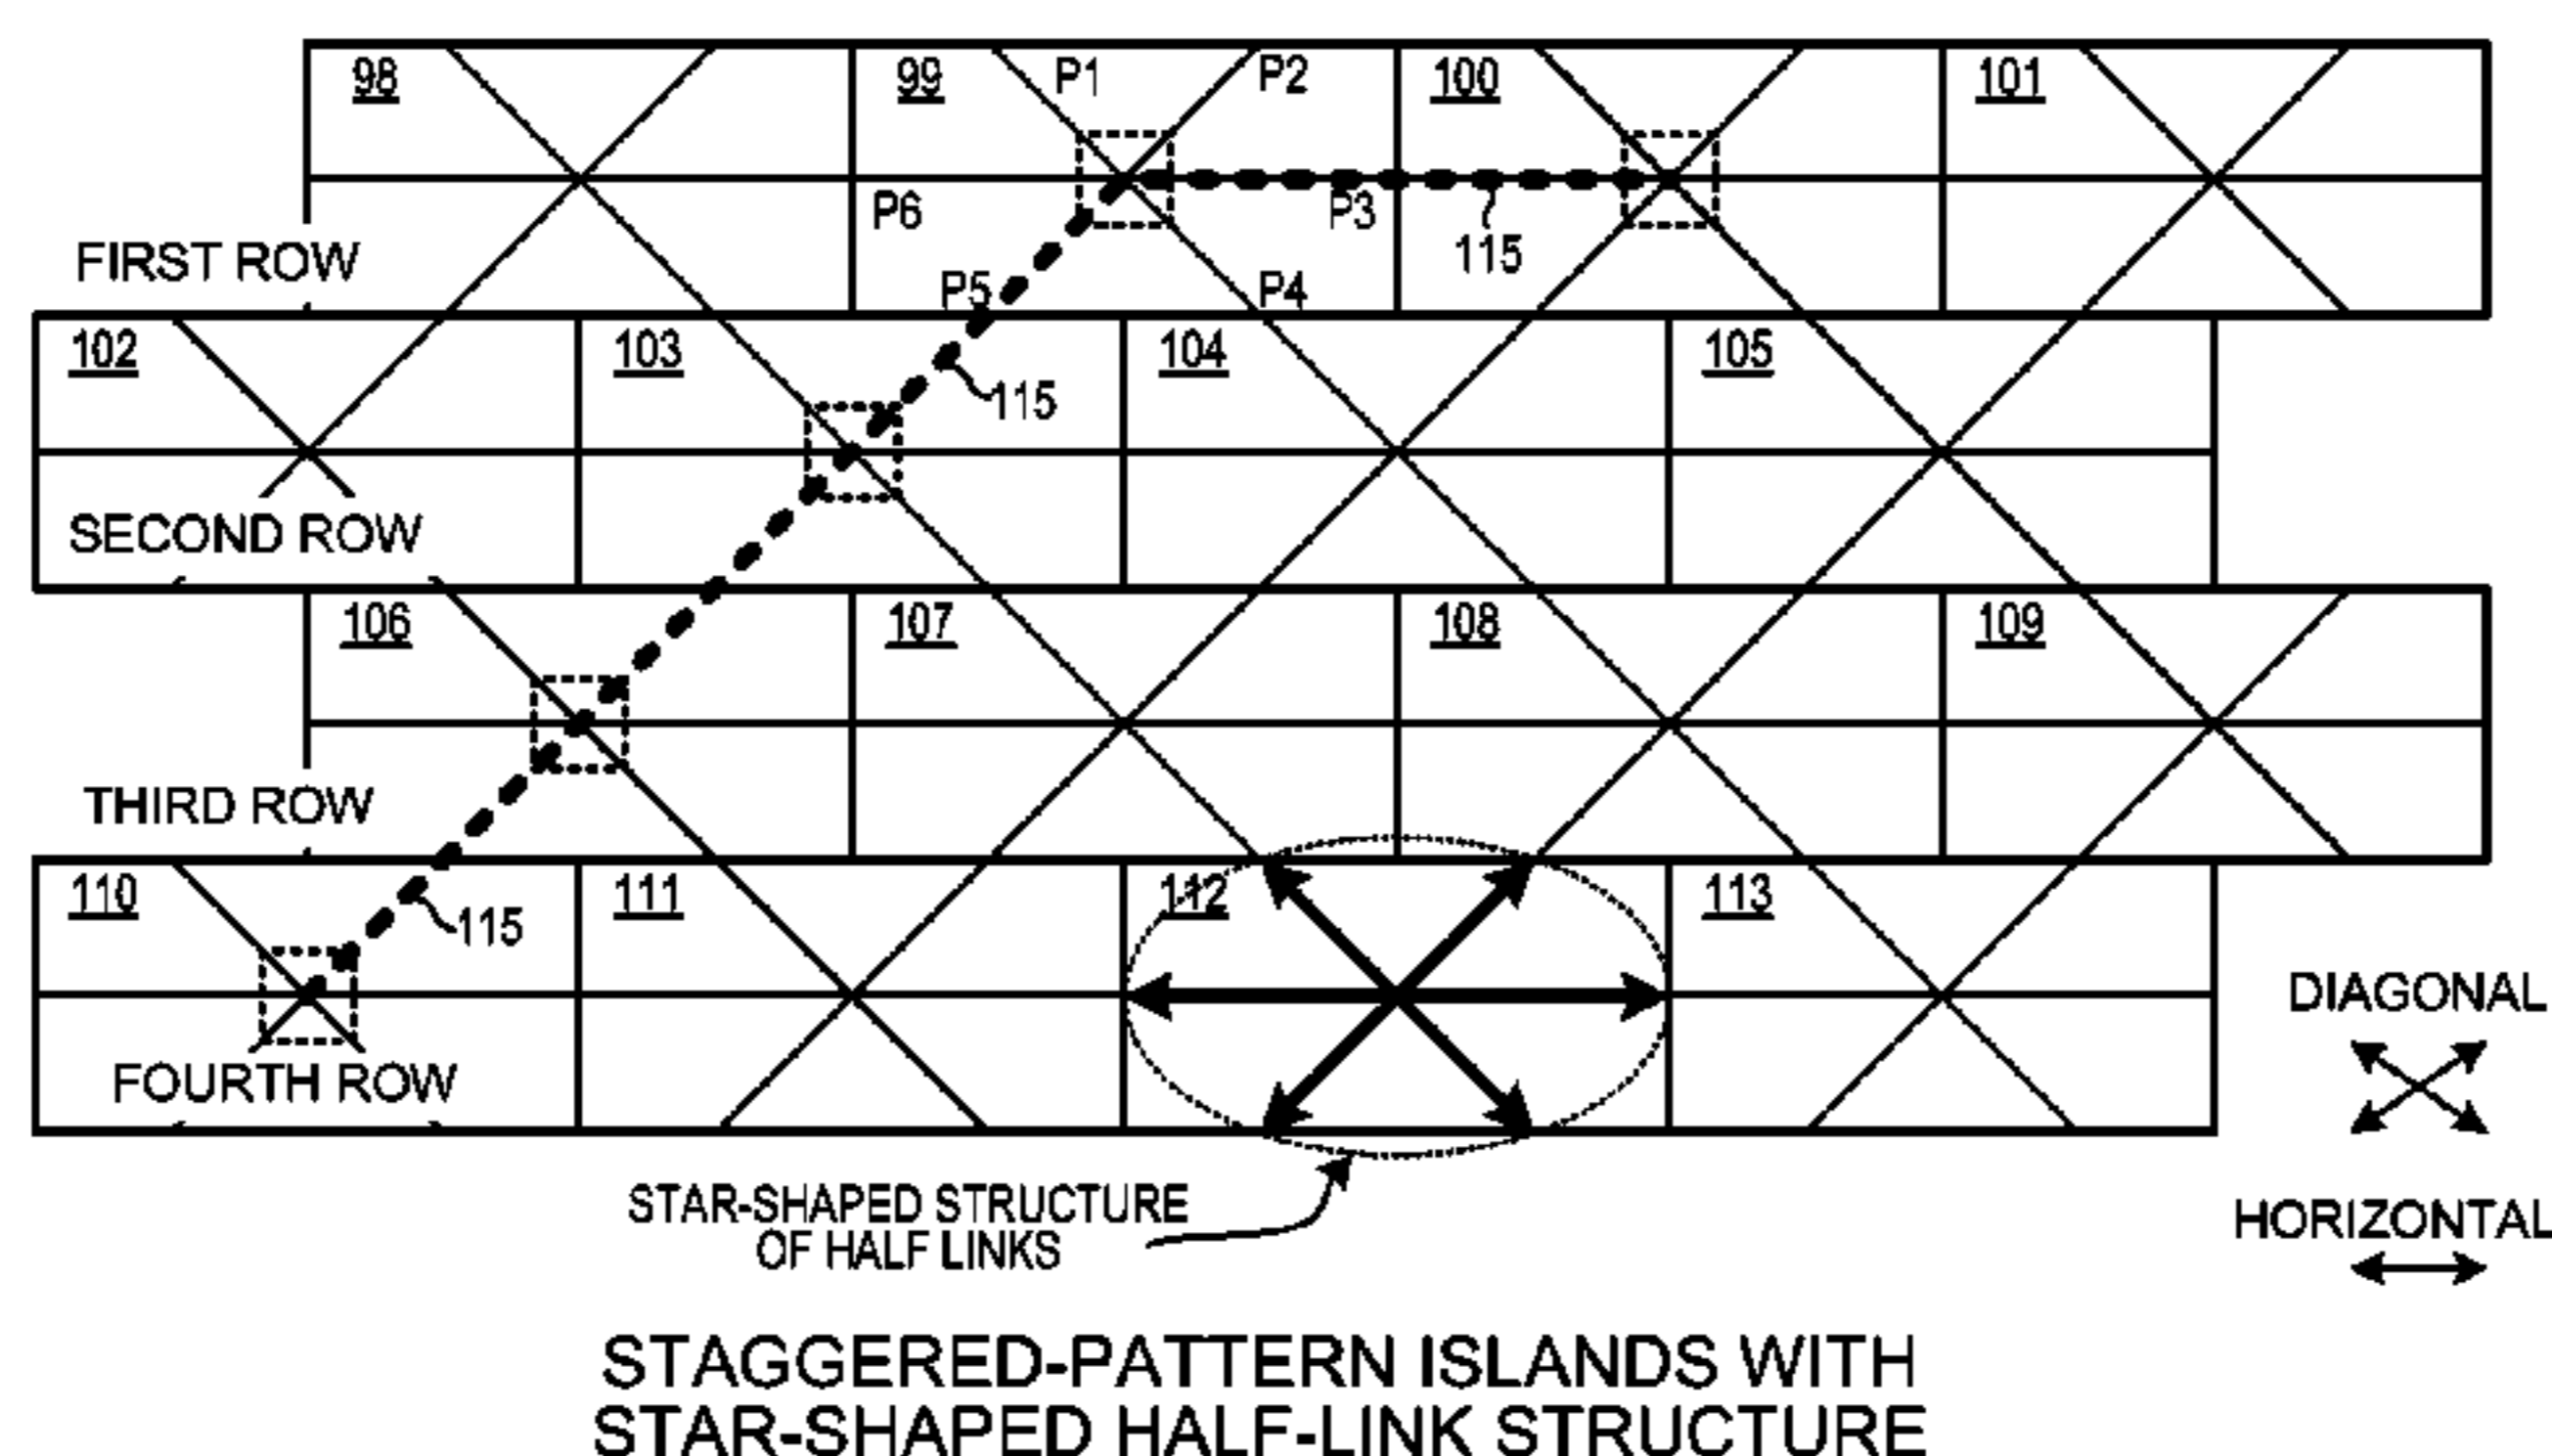 98
99
P1
P2
100
101
P6
P3
115
FIRST ROW
P5
P4
102
103
104
105
115
SECOND ROW
106
107
108
109
THIRD ROW
110
111
112
113
115
DIAGONAL
FOURTH ROW
STAR-SHAPED STRUCTURE
OF HALF LINKS
HORIZONTAL
STAGGERED-PATTERN ISLANDS WITH
STAR-SHAPED HALF-LINK STRUCTURE